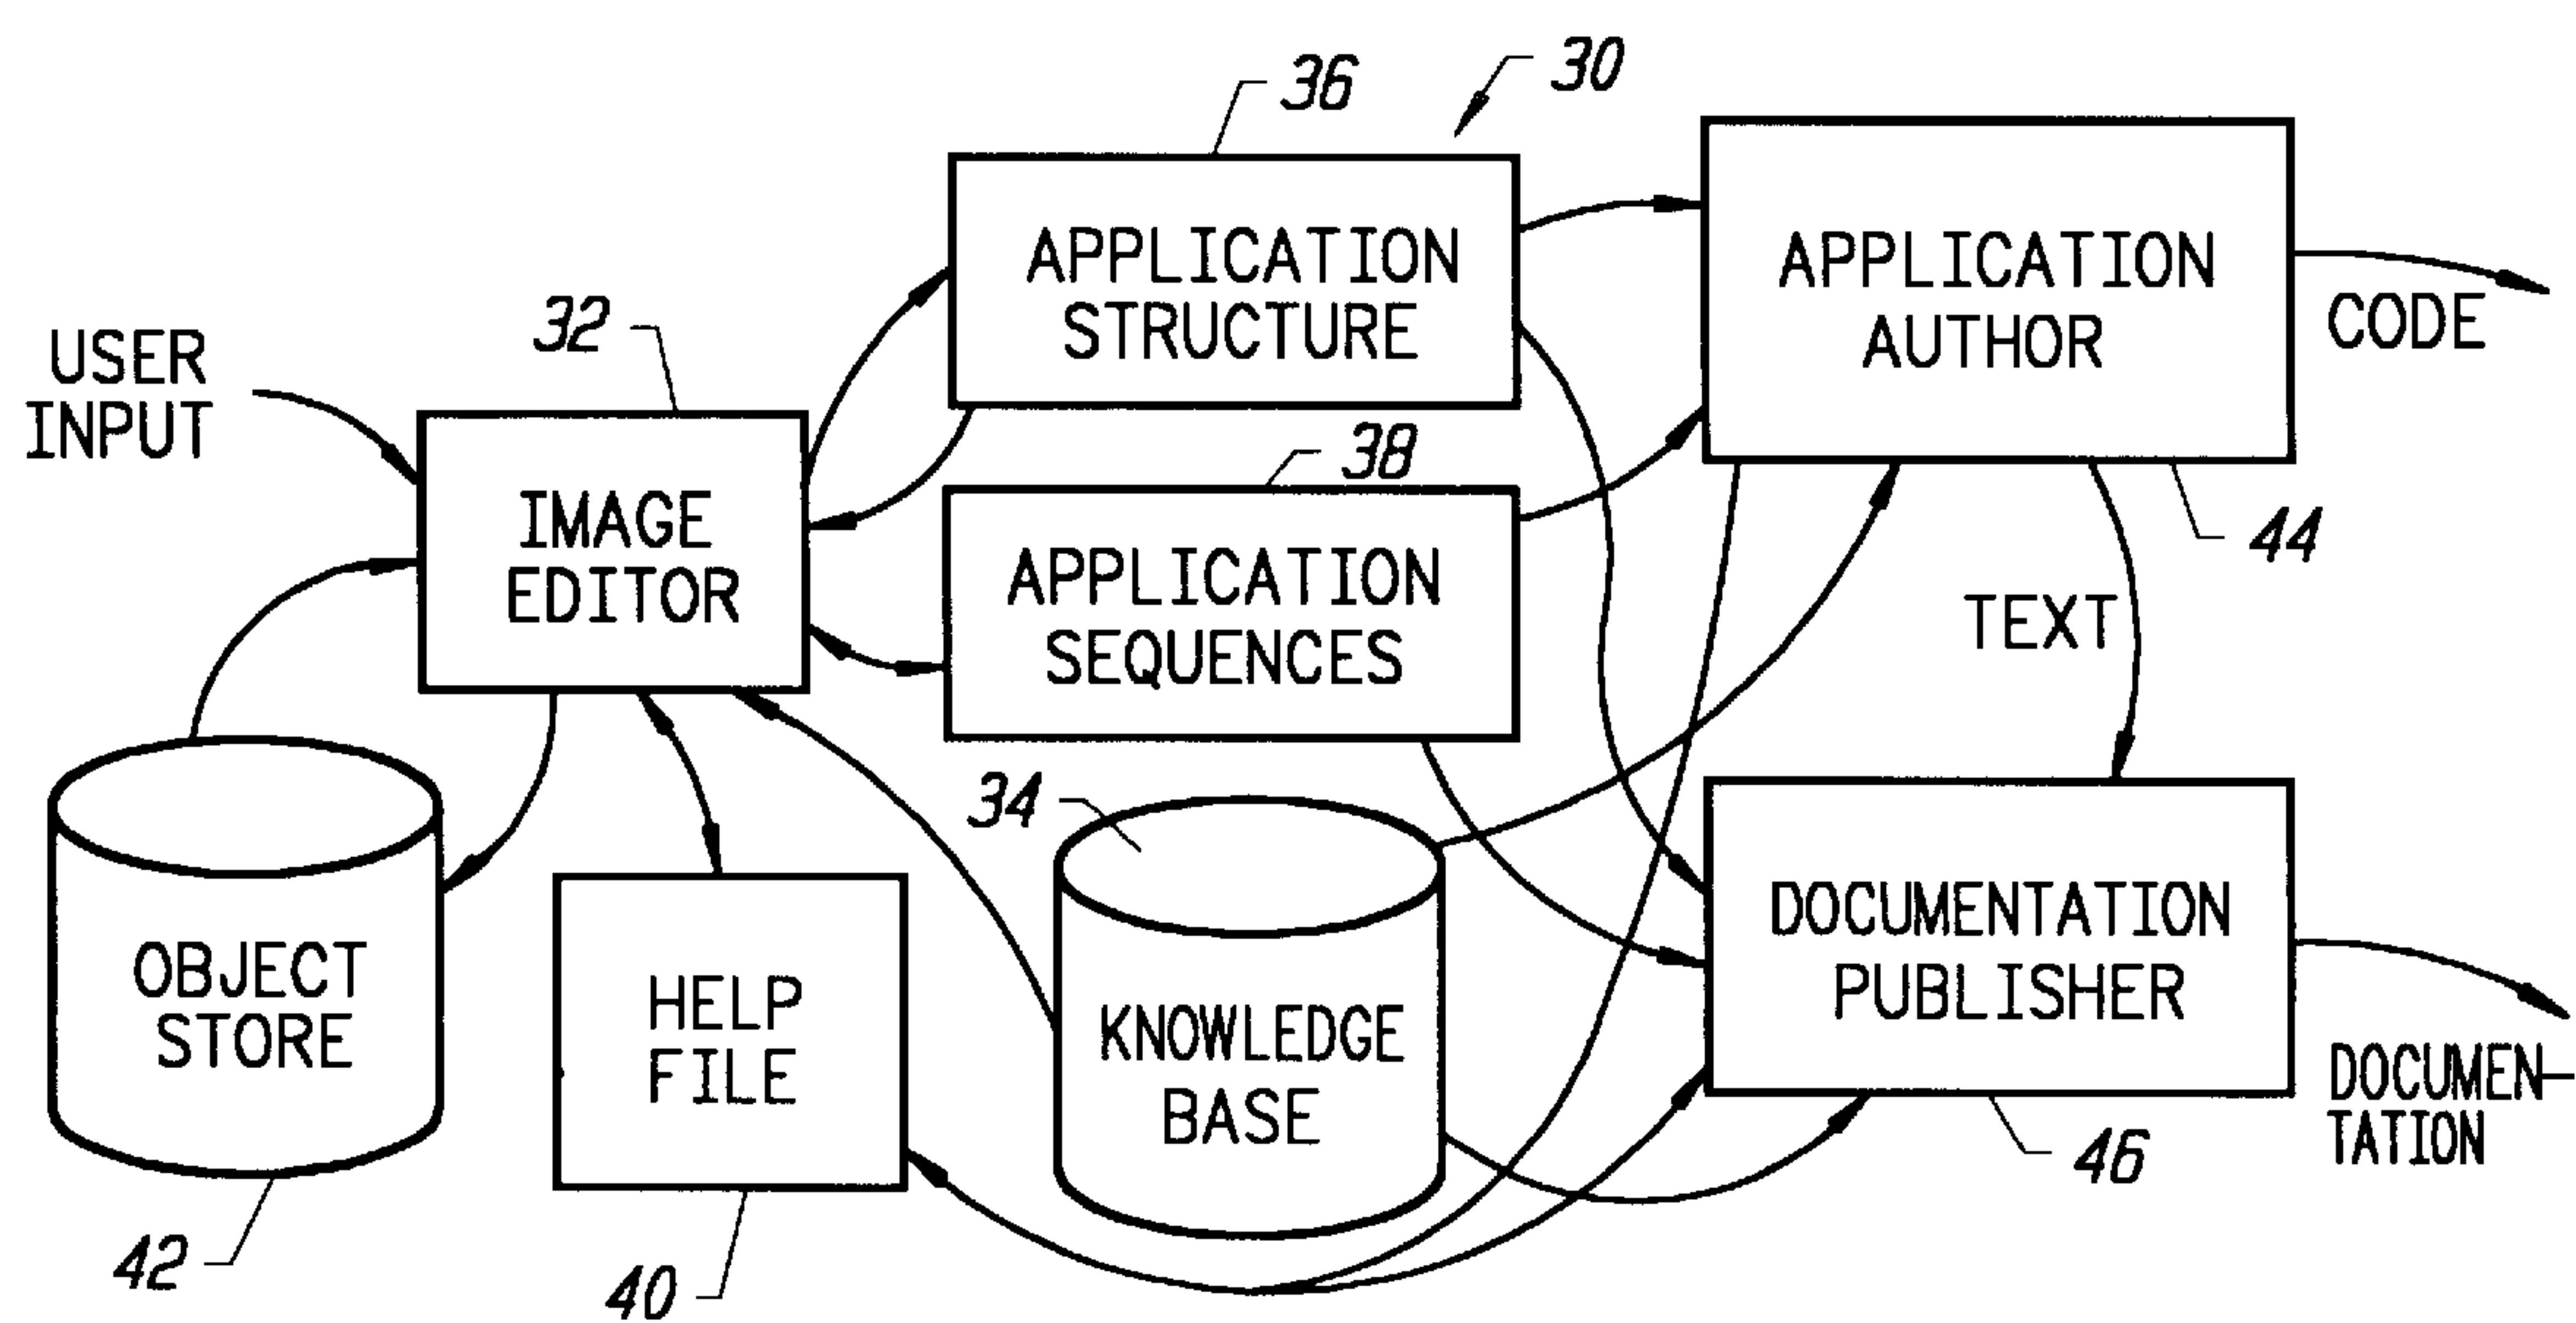 30
36
APPLICATION
STRUCTURE
APPLICATION
AUTHOR
CODE
32
USER
INPUT
IMAGE
EDITOR
38
APPLICATION
SEQUENCES
44
TEXT
34
OBJECT
STORE
HELP
FILE
KNOWLEDGE
BASE
DOCUMENTATION
PUBLISHER
DOCUMEN-
TATION
46
42
40